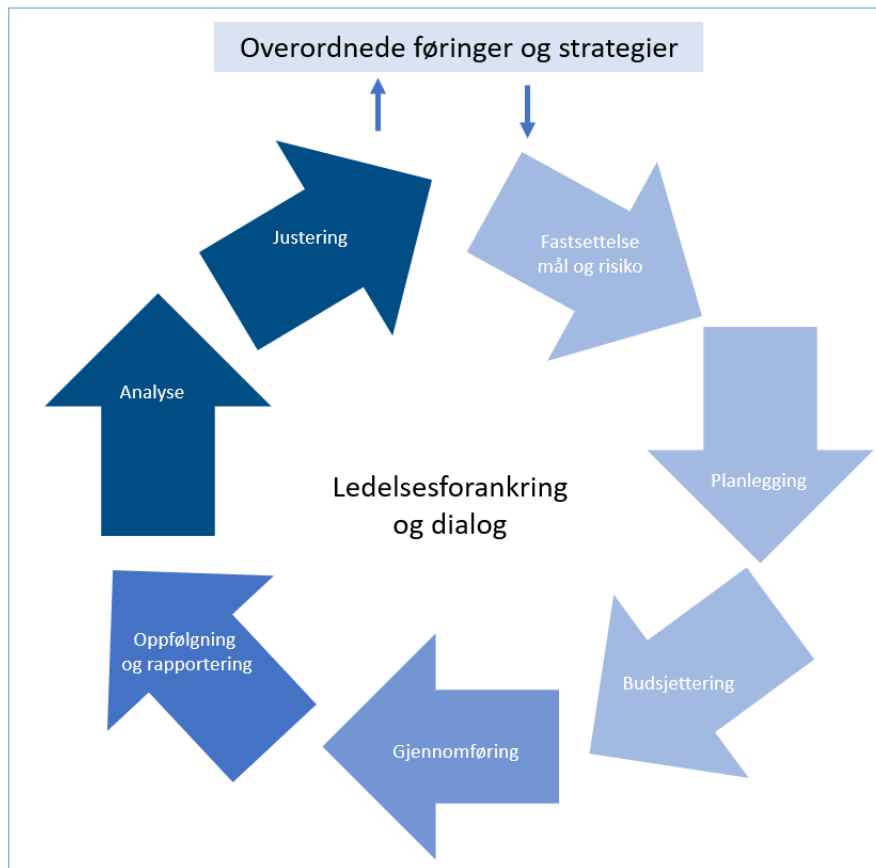 Overordnede føringer og strategier
Fastsettelse
mål og risiko
Planlegging
Budsjettering
Gjennomføring
Oppfølgning
og rapportering
Analyse
Justering
Ledelsesforankring
og dialog